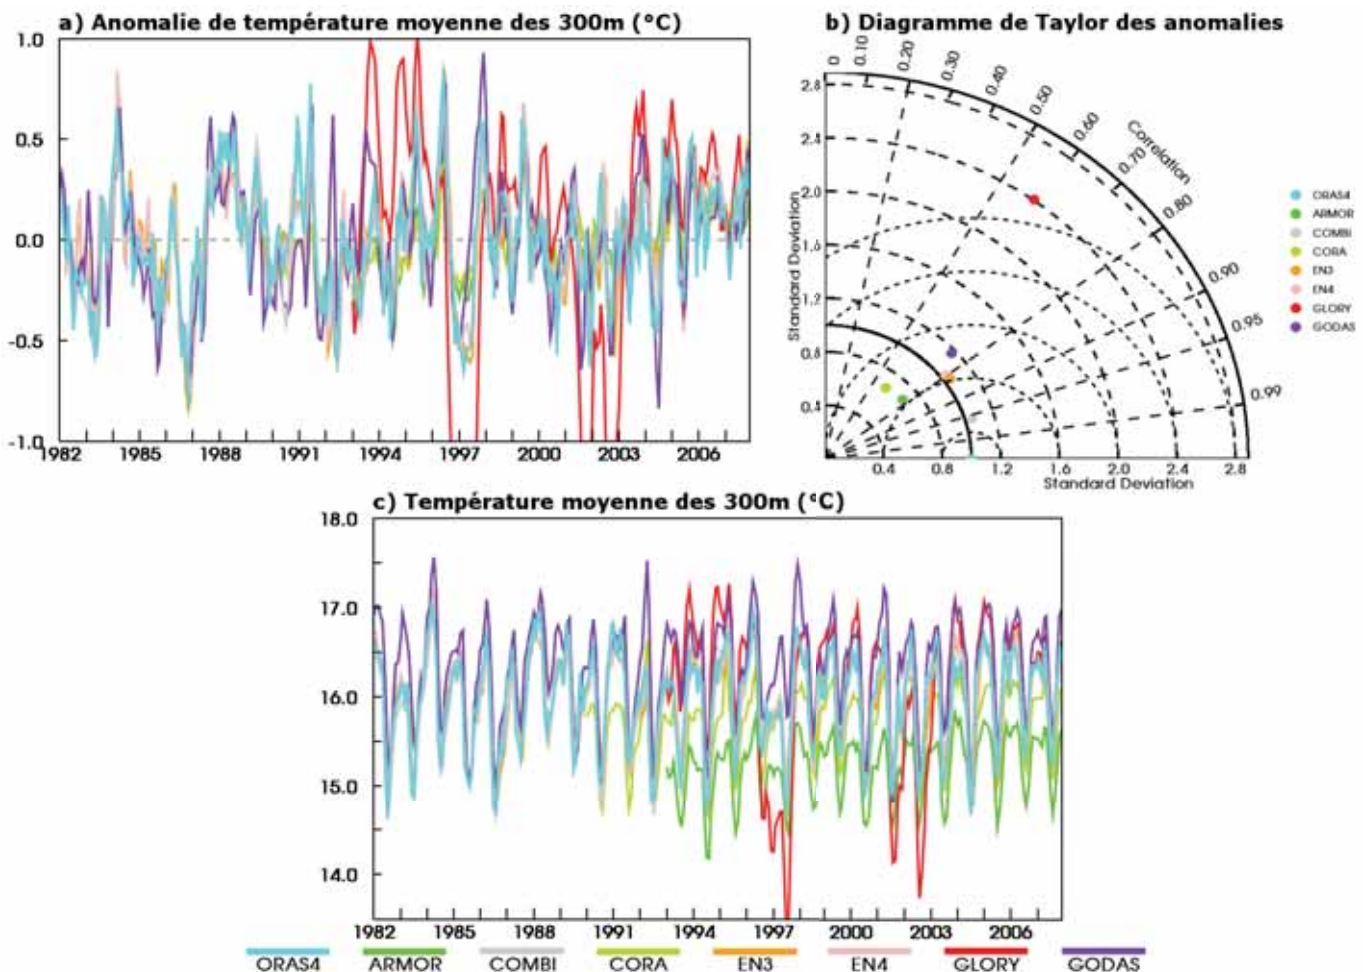 a) Anomalie de température moyenne des 300m (°C)
1.0
0.5
0.0
-0.5
-1.0
1982 1985 1988 1991 1994 1997 2000 2003 2006
b) Diagramme de Taylor des anomalies
0 0.10 0.20 0.30 0.40 0.50 0.60 0.70 0.80 0.90 0.95 0.99
Correlation
2.8
2.4
2.0
1.6
1.2
0.8
0.4
Standard Deviation
0.4 0.8 1.2 1.6 2.0 2.4 2.8
Standard Deviation
ORAS4
ARMOR
COMBI
CORA
EN3
EN4
GLORY
GODAS
c) Température moyenne des 300m (°C)
18.0
17.0
16.0
15.0
14.0
1982 1985 1988 1991 1994 1997 2000 2003 2006
ORAS4 ARMOR COMBI CORA EN3 EN4 GLORY GODAS